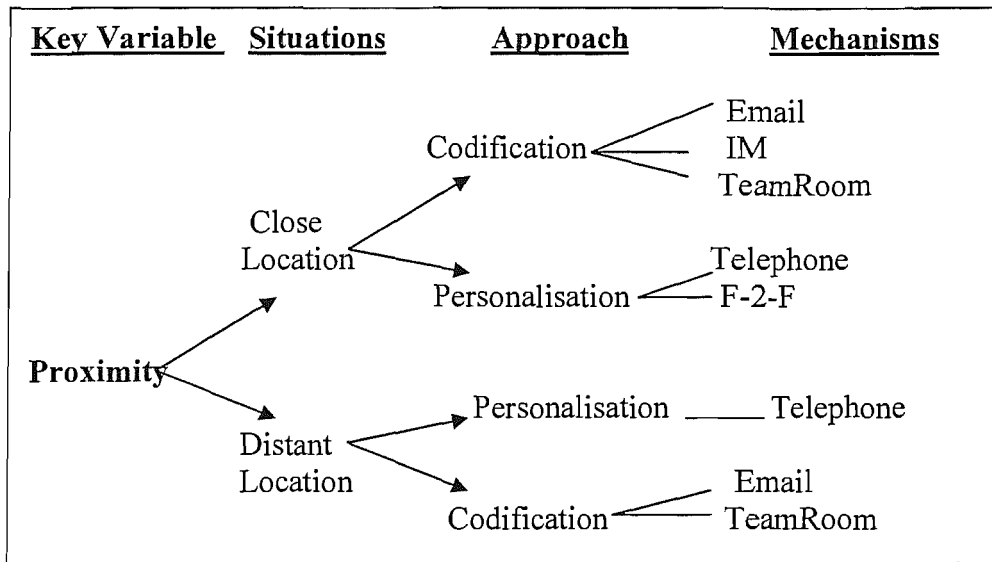 Key Variable Situations Approach Mechanisms
Email
Codification IM
TeamRoom
Close
Location
Telephone
Personalisation F-2-F
Proximity
Personalisation Telephone
Distant
Location
Email
Codification TeamRoom